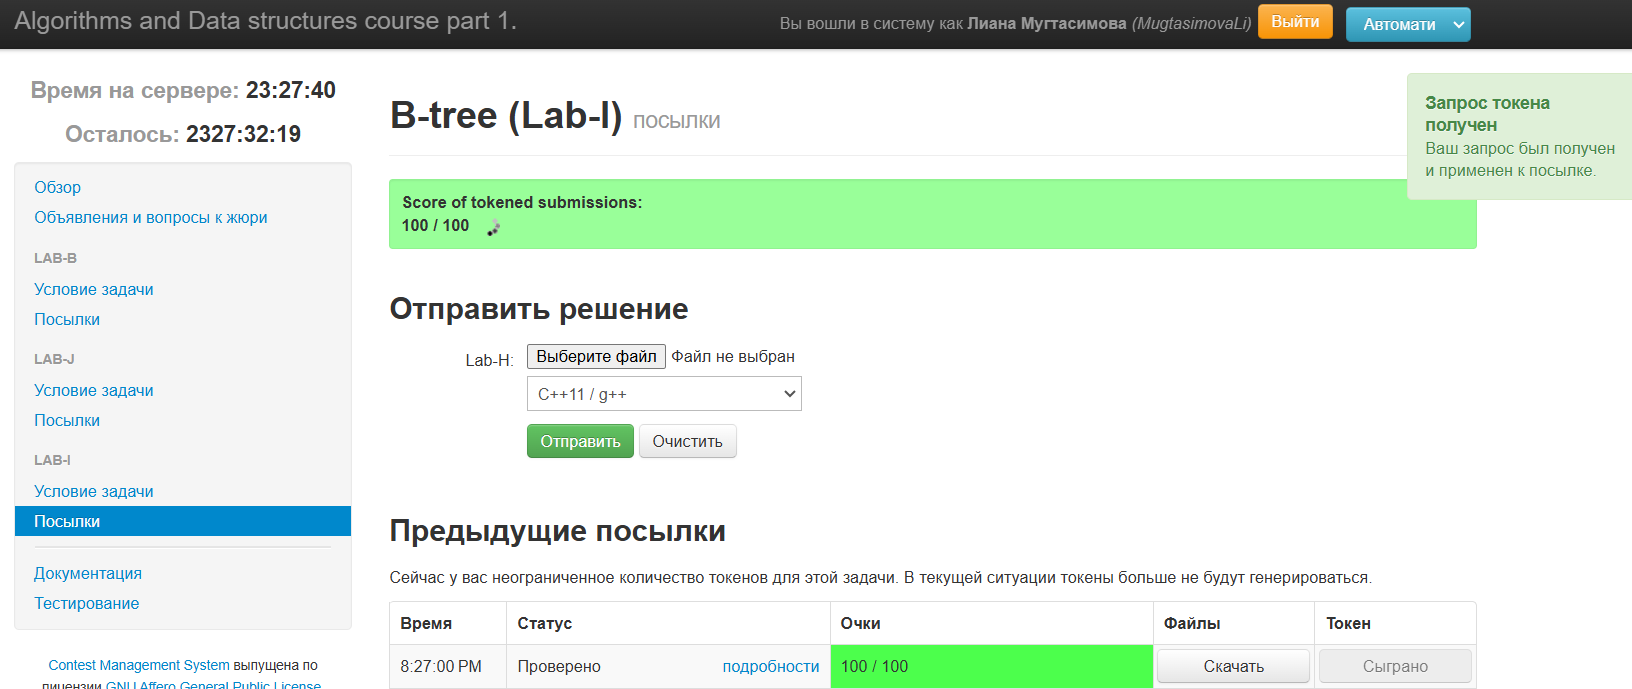 Algorithms and Data structures course part 1.
Вы вошли в систему как Лиана Мугтасимова (MugtasimovaLi)
Выйти
Автомати
Время на сервере: 23:27:40
Осталось: 2327:32:19
Обзор
Объявления и вопросы к жюри
LAB-B
Условие задачи
Посылки
LAB-J
Условие задачи
Посылки
LAB-I
Условие задачи
Посылки
Документация
Тестирование
Contest Management System выпущена по
лицензии GNU Affero General Public License
B-tree (Lab-I) посылки
Запрос токена
получен
Ваш запрос был получен
и применен к посылке.
Score of tokened submissions:
100 / 100
Отправить решение
Lab-H: Выберите файл Файл не выбран
C++11 / g++
Отправить Очистить
Предыдущие посылки
Сейчас у вас неограниченное количество токенов для этой задачи. В текущей ситуации токены больше не будут генерироваться.
Время Статус Очки Файлы Токен
8:27:00 PM Проверено подробности 100 / 100 Скачать Сыграно